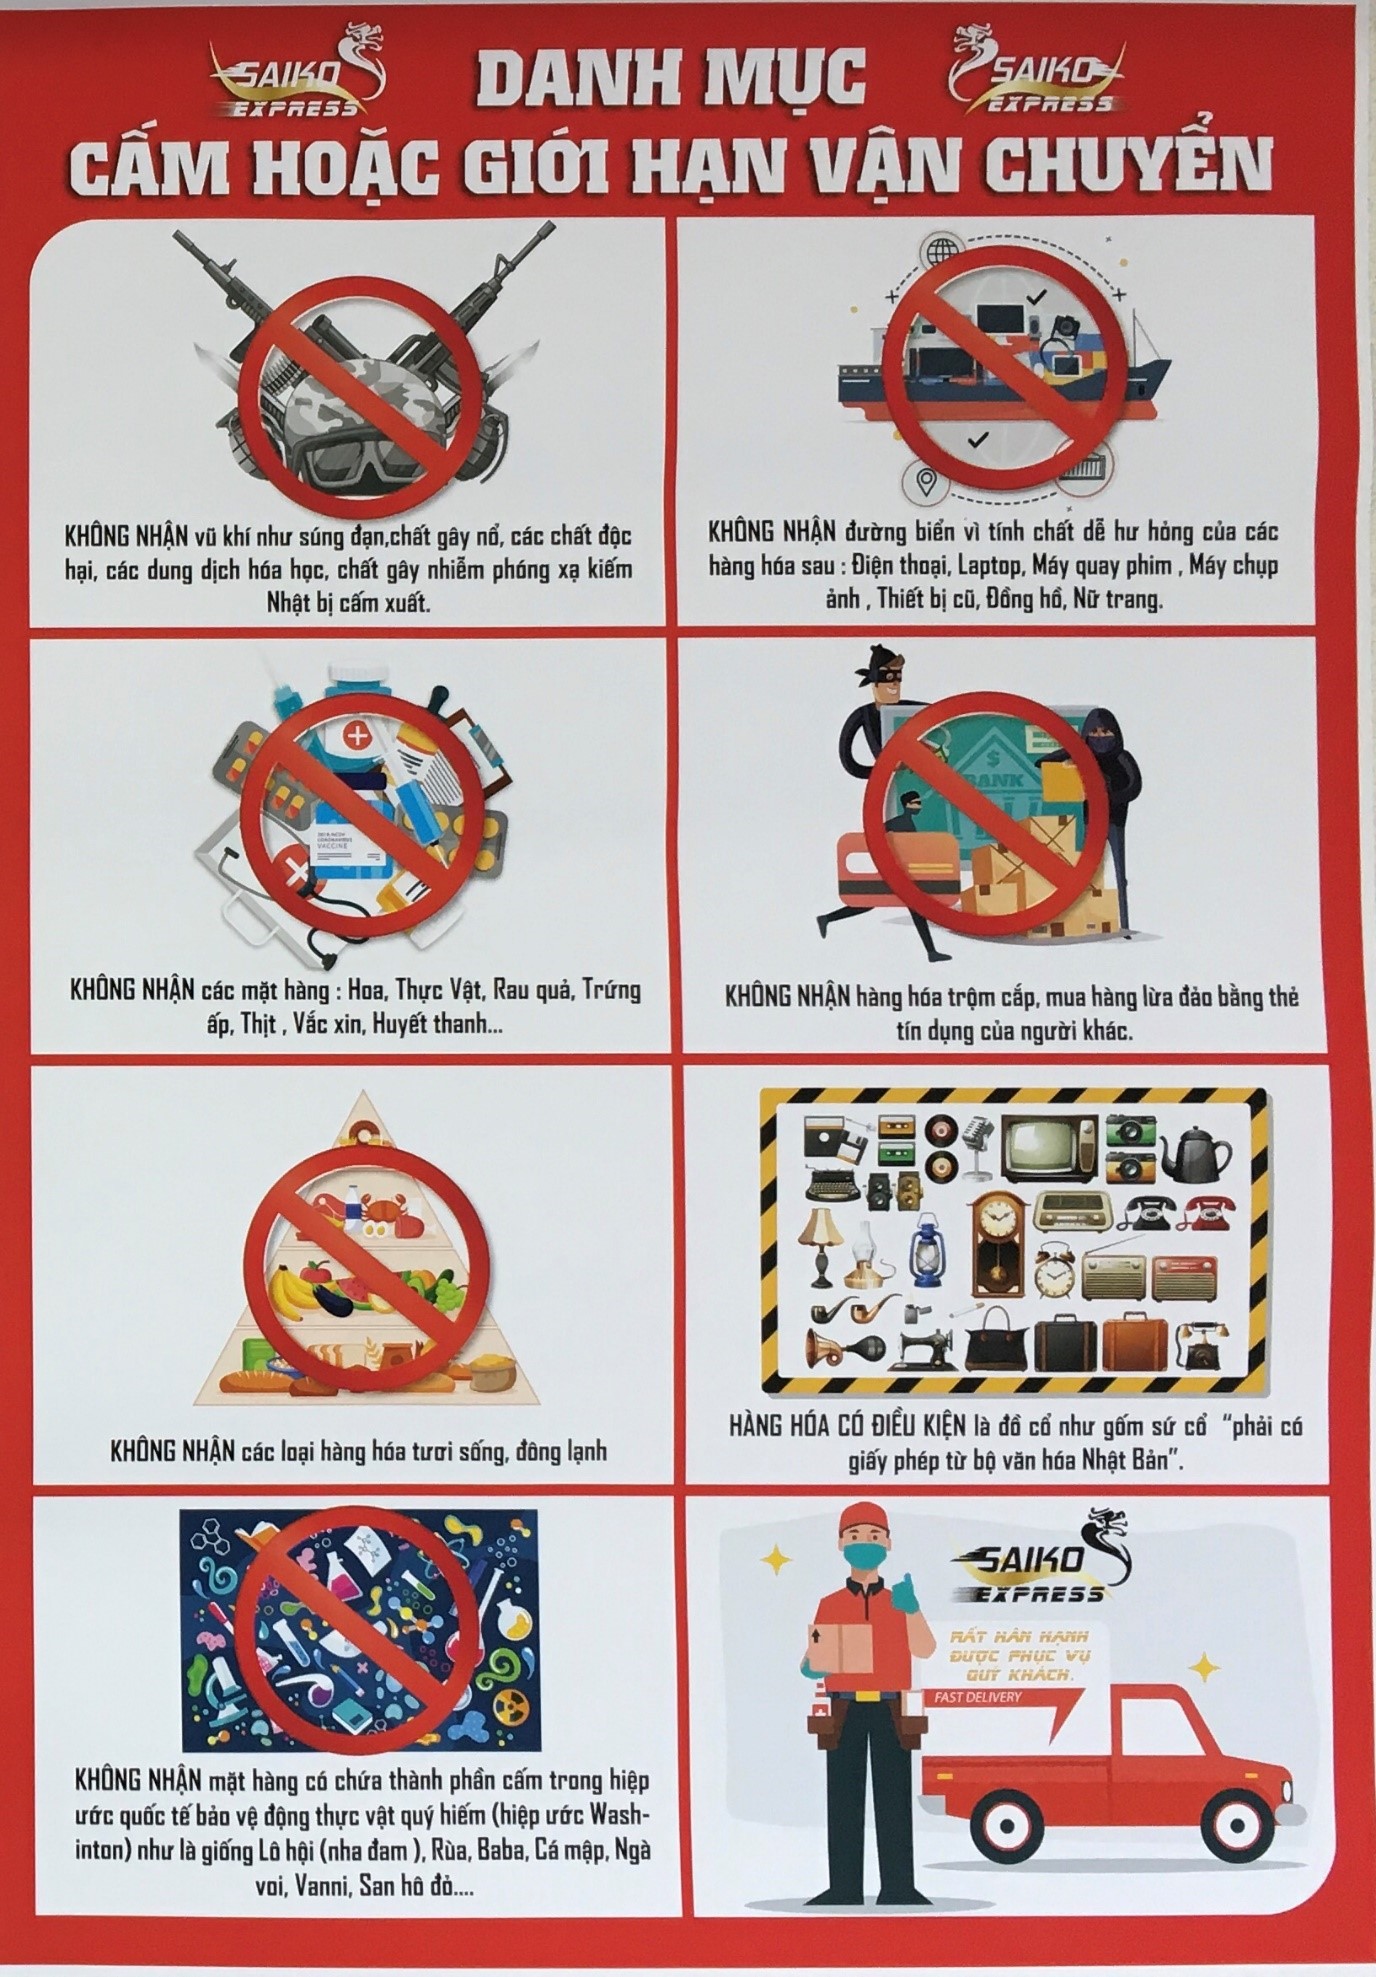 SAIKO
EXPRESS
DANH MỤC
SAIKO
EXPRESS
CẤM HOẶC GIỚI HẠN VẬN CHUYỂN
KHÔNG NHẬN vũ khí như súng đạn,chất gây nổ, các chất độc
hại, các dung dịch hóa học, chất gây nhiễm phóng xạ kiếm
Nhật bị cấm xuất.
KHÔNG NHẬN đường biển vì tính chất dễ hư hỏng của các
hàng hóa sau : Điện thoại, Laptop, Máy quay phim , Máy chụp
ảnh , Thiết bị cũ, Đồng hồ, Nữ trang.
VACCINE
KHÔNG NHẬN các mặt hàng : Hoa, Thực Vật, Rau quả, Trứng
ấp, Thịt , Vắc xin, Huyết thanh...
$
BANK
KHÔNG NHẬN hàng hóa trộm cắp, mua hàng lừa đảo bằng thẻ
tín dụng của người khác.
KHÔNG NHẬN các loại hàng hóa tươi sống, đông lạnh
HÀNG HÓA CÓ ĐIỀU KIỆN là đồ cổ như gốm sứ cổ “phải có
giấy phép từ bộ văn hóa Nhật Bản”.
KHÔNG NHẬN mặt hàng có chứa thành phần cấm trong hiệp
ước quốc tế bảo vệ động thực vật quý hiếm (hiệp ước Wash-
inton) như là giống Lô hội (nha đam ), Rùa, Baba, Cá mập, Ngà
voi, Vanni, San hô đỏ....
SAIKO
EXPRESS
RẤT HÂN HẠNH
ĐƯỢC PHỤC VỤ
QUÝ KHÁCH.
FAST DELIVERY